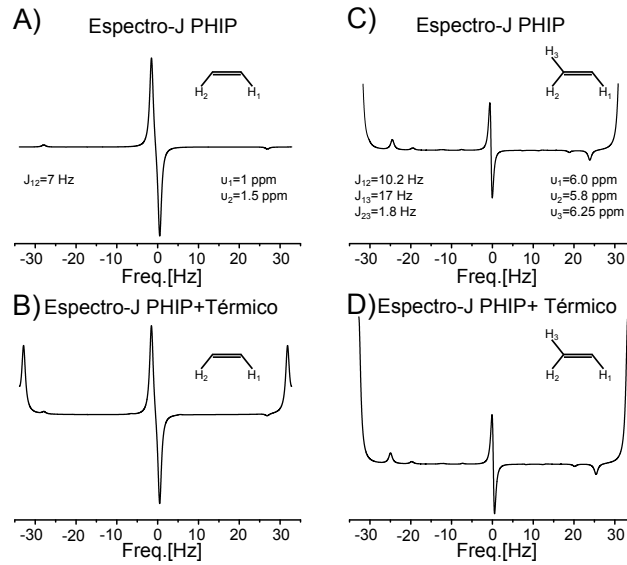 A)
Espectro-J PHIP
H₂
H₁
J₁₂=7 Hz
υ₁=1 ppm
υ₂=1.5 ppm
-30 -20 -10 0 10 20 30
Freq.[Hz]
C)
Espectro-J PHIP
H₃
H₂
H₁
J₁₂=10.2 Hz
J₁₃=17 Hz
J₂₃=1.8 Hz
υ₁=6.0 ppm
υ₂=5.8 ppm
υ₃=6.25 ppm
-30 -20 -10 0 10 20 30
Freq.[Hz]
B)
Espectro-J PHIP+Térmico
H₂
H₁
-30 -20 -10 0 10 20 30
Freq.[Hz]
D)
Espectro-J PHIP+ Térmico
H₃
H₂
H₁
-30 -20 -10 0 10 20 30
Freq.[Hz]